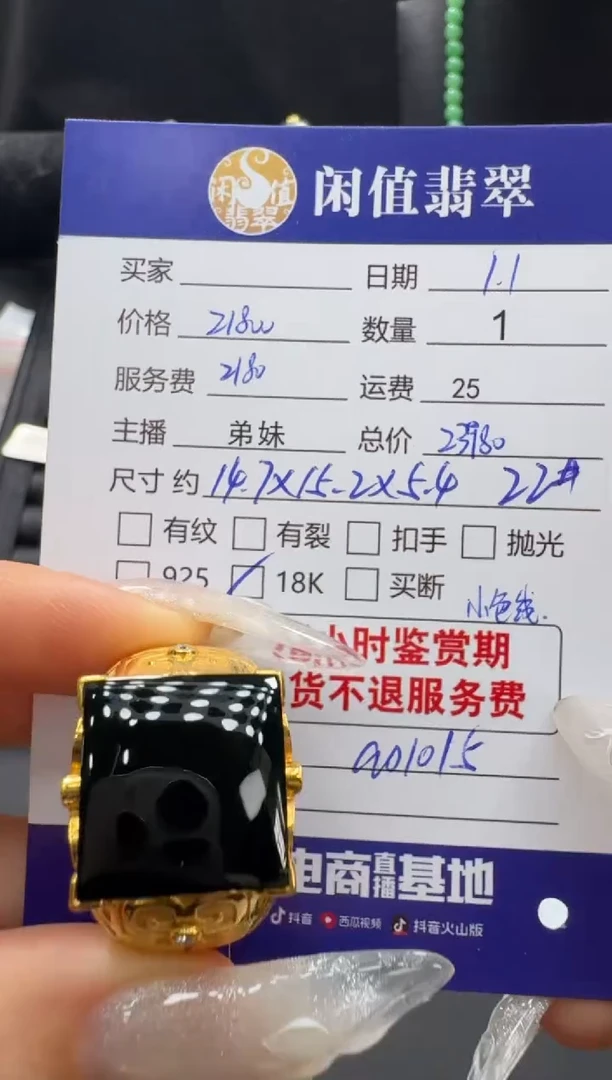 闲值
翡翠
闲值翡翠
买家 日期 1.1
价格 21800 数量 1
服务费 2180 运费 25
主播 弟妹 总价
尺寸 约 14.7X15.2X5.4 22#
有纹 有裂 扣手 抛光
925 18K 买断
小色线.
小时鉴赏期
货不退服务费
a01015
电商直播基地
抖音 西瓜视频 抖音火山版